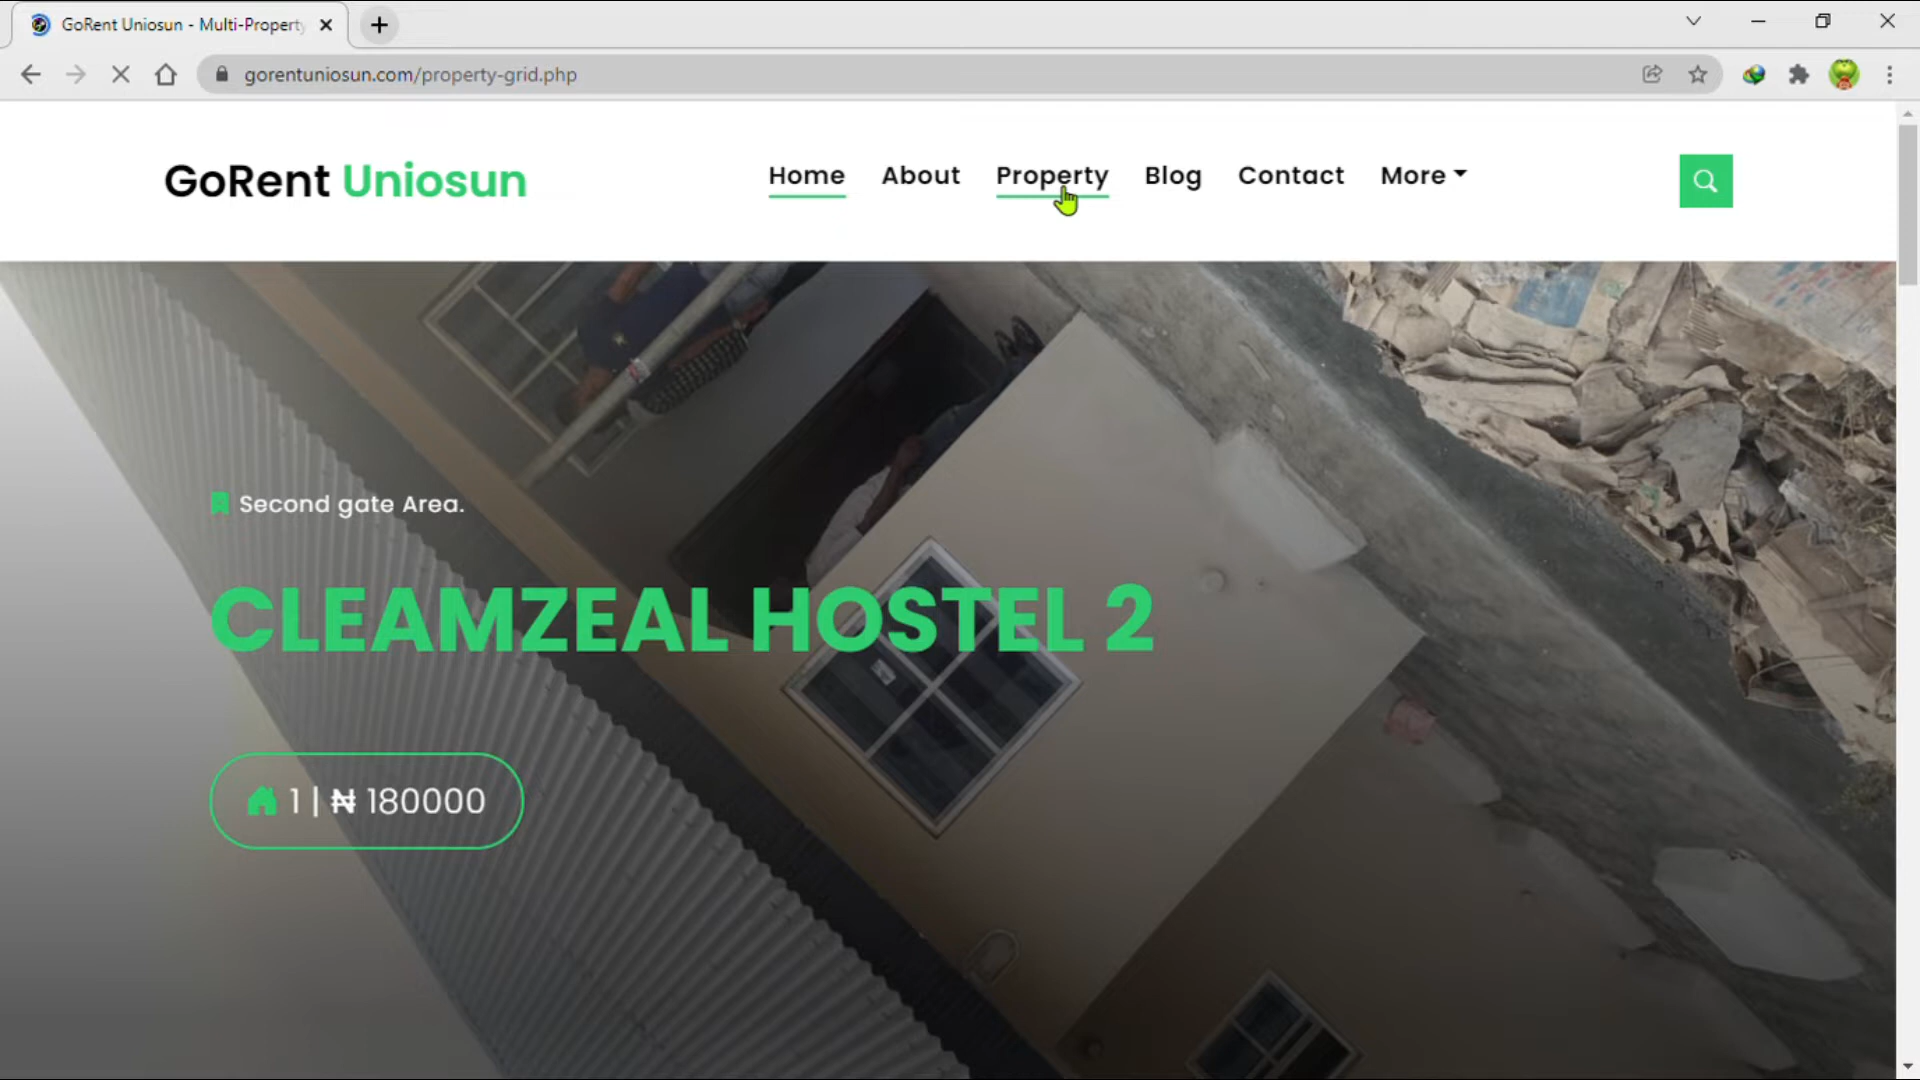 GoRent Uniosun - Multi-Property
gorentuniosun.com/property-grid.php
GoRent Uniosun
Home About Property Blog Contact More
Second gate Area.
CLEAMZEAL HOSTEL 2
1 | ₦ 180000